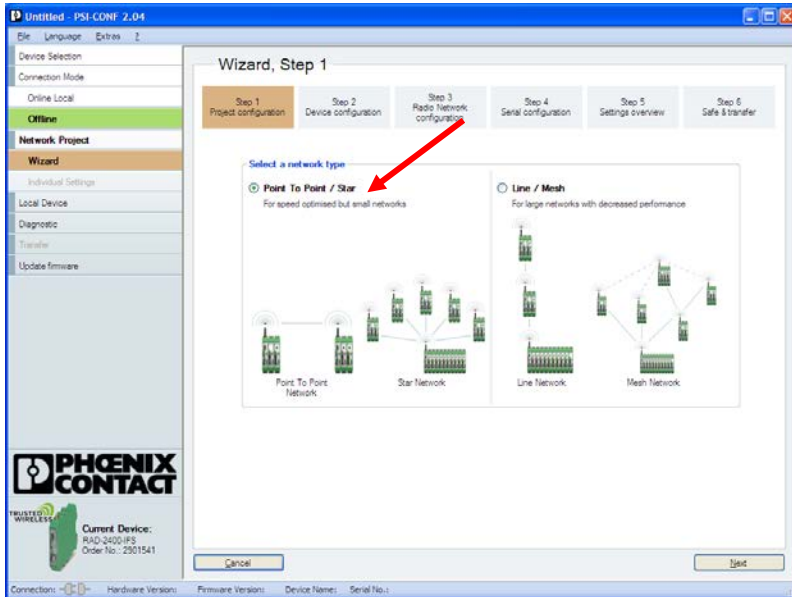 Untitled - PSI-CONF 2.04
File Language Extras ?
Device Selection
Connection Mode
Online Local
Offline
Network Project
Wizard
Individual Settings
Local Device
Diagnostic
Transfer
Update firmware
Wizard, Step 1
Step 1
Project configuration
Step 2
Device configuration
Step 3
Radio Network
configuration
Step 4
Serial configuration
Step 5
Settings overview
Step 6
Safe & transfer
Select a network type
Point To Point / Star
For speed optimised but small networks
Line / Mesh
For large networks with decreased performance
Point To Point
Network
Star Network
Line Network
Mesh Network
PHŒNIX
CONTACT
TRUSTED
WIRELESS
Current Device:
RAD-2400-IFS
Order No.: 2901541
Cancel
Next
Connection: Hardware Version: Firmware Version: Device Name: Serial No.: